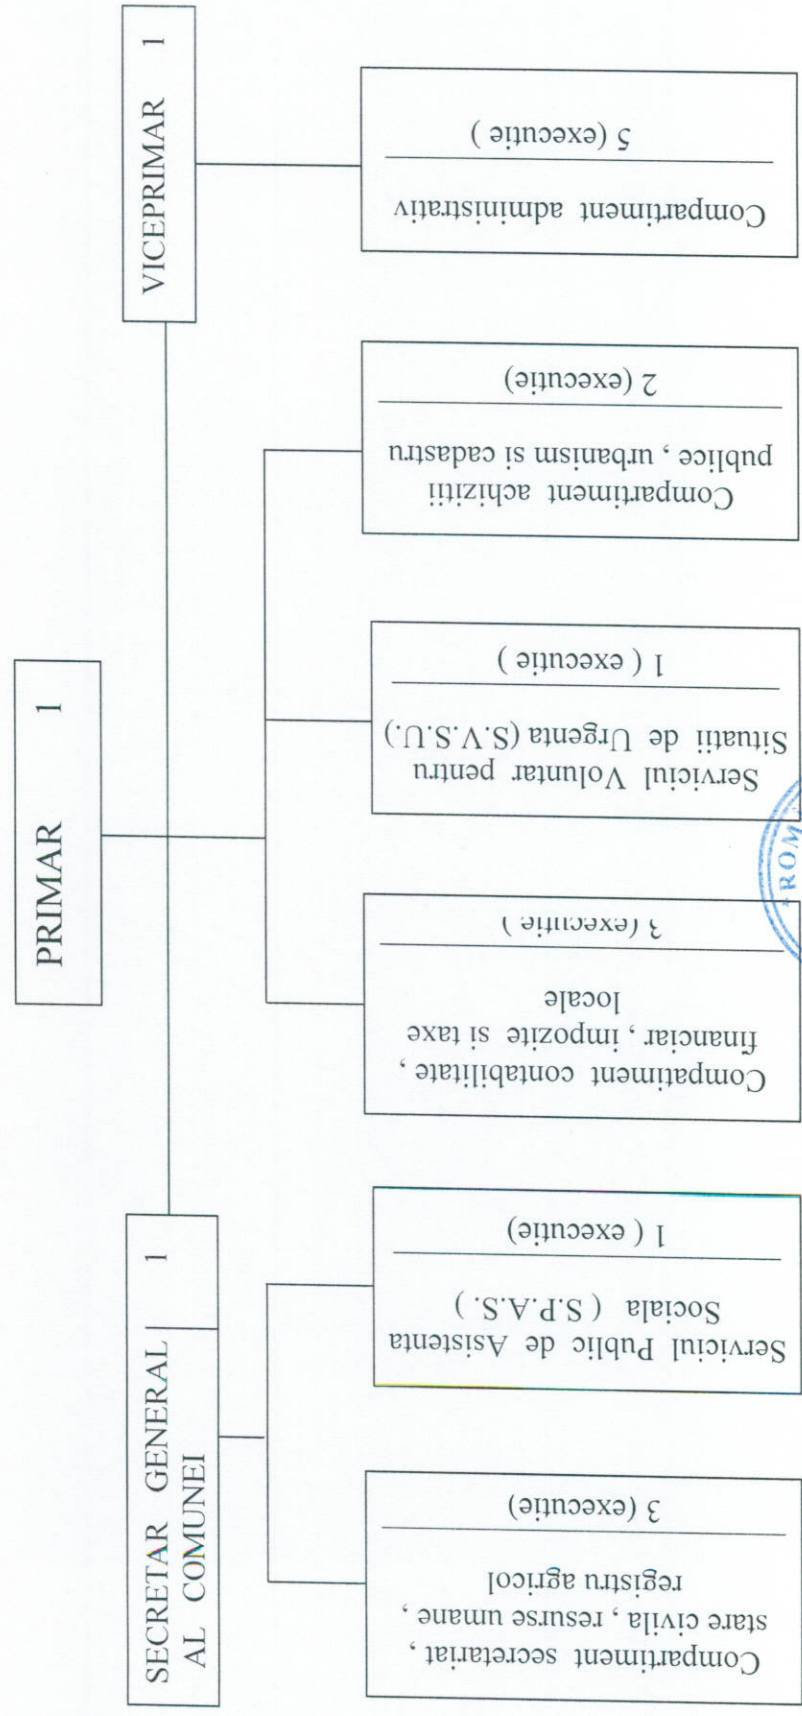 PRIMAR 1
SECRETAR GENERAL 1
AL COMUNEI
VICEPRIMAR 1
Compartiment secretariat ,
stare civila , resurse umane ,
registru agricol
3 (executie)
Serviciul Public de Asistenta
Sociala ( S.P.A.S. )
1 ( executie)
Compatiment contabilitate ,
financiar , impozite si taxe
locale
3 (executie )
Serviciul Voluntar pentru
Situatii de Urgenta (S.V.S.U.)
1 ( executie )
Compartiment achizitii
publice , urbanism si cadastru
2 (executie)
Compartiment administrativ
5 (executie )